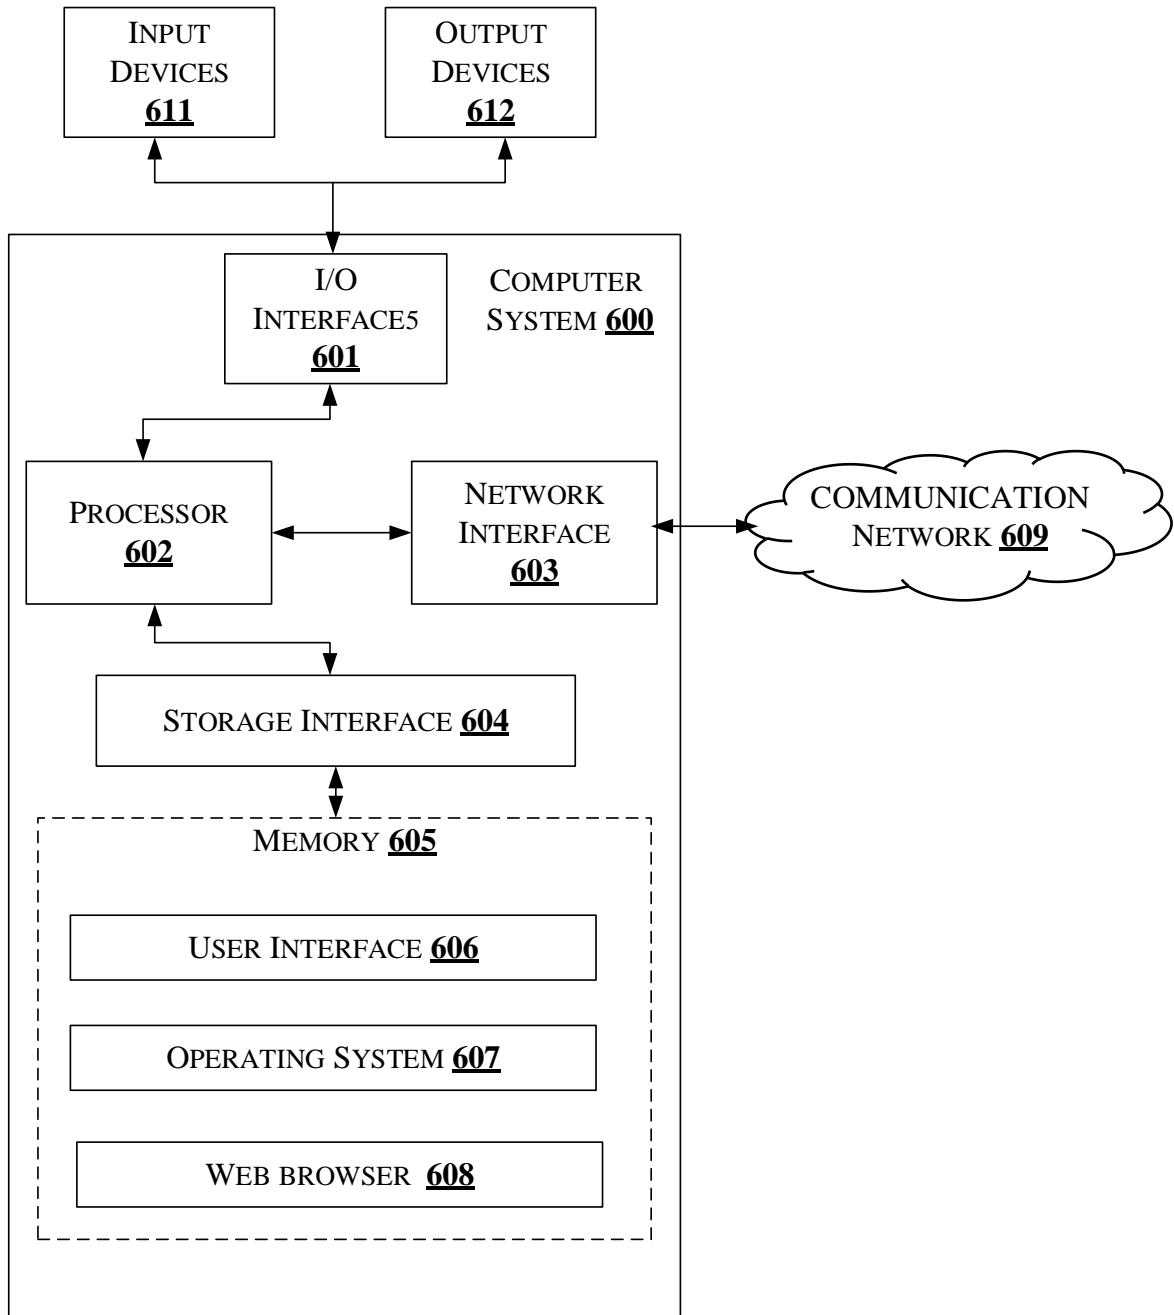 INPUT
DEVICES
611
OUTPUT
DEVICES
612
I/O
INTERFACE5
601
COMPUTER
SYSTEM 600
PROCESSOR
602
NETWORK
INTERFACE
603
COMMUNICATION
NETWORK 609
STORAGE INTERFACE 604
MEMORY 605
USER INTERFACE 606
OPERATING SYSTEM 607
WEB BROWSER 608